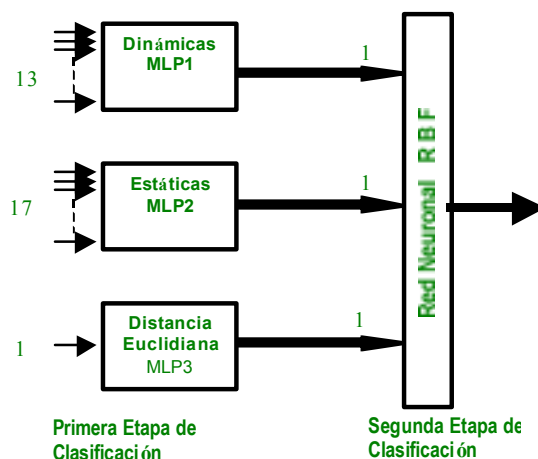 Dinámicas
MLP1
13
1
Estáticas
MLP2
17
1
Distancia
Euclidiana
MLP3
1
1
Red Neuronal R B F
Primera Etapa de
Clasificación
Segunda Etapa de
Clasificación